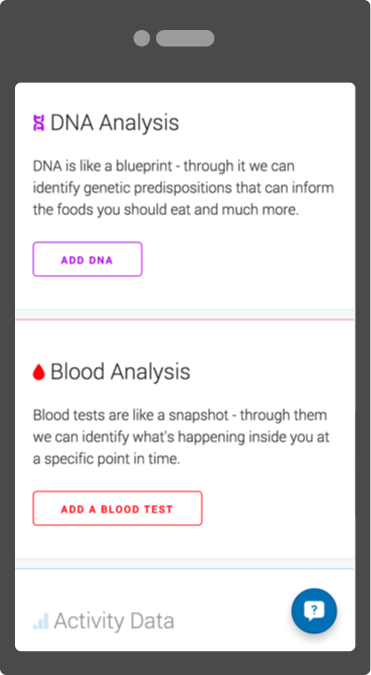 DNA Analysis
DNA is like a blueprint - through it we can
identify genetic predispositions that can inform
the foods you should eat and much more.
ADD DNA
Blood Analysis
Blood tests are like a snapshot - through them
we can identify what's happening inside you at
a specific point in time.
ADD A BLOOD TEST
Activity Data
?